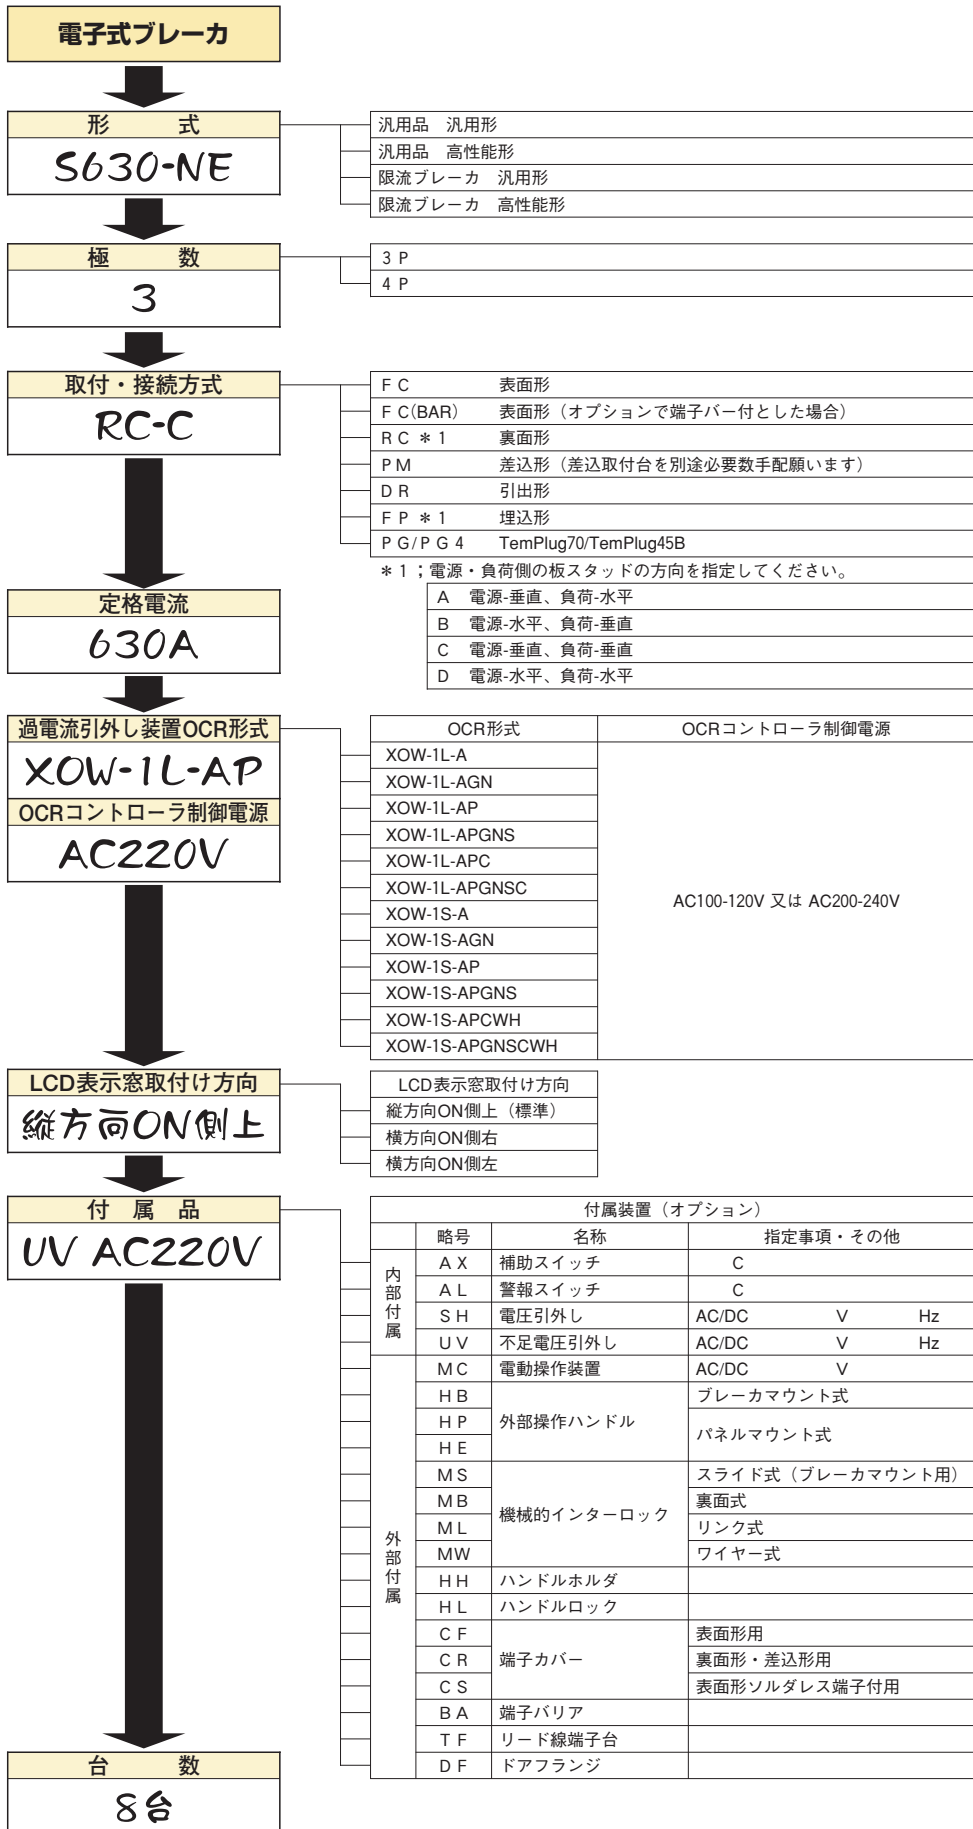 電子式ブレーカ
形 式
S630-NE
汎用品 汎用形
汎用品 高性能形
限流ブレーカ 汎用形
限流ブレーカ 高性能形
極 数
3
3 P
4 P
取付・接続方式
RC-C
F C 表面形
F C(BAR) 表面形（オプションで端子バー付とした場合）
R C ＊1 裏面形
P M 差込形（差込取付台を別途必要数手配願います）
D R 引出形
F P ＊1 埋込形
P G/P G 4 TemPlug70/TemPlug45B
＊1；電源・負荷側の板スタッドの方向を指定してください。
A 電源-垂直、負荷-水平
B 電源-水平、負荷-垂直
C 電源-垂直、負荷-垂直
D 電源-水平、負荷-水平
定格電流
630A
過電流引外し装置OCR形式
XOW-1L-AP
OCRコントローラ制御電源
AC220V
OCR形式 OCRコントローラ制御電源
XOW-1L-A
XOW-1L-AGN
XOW-1L-AP
XOW-1L-APGNS
XOW-1L-APC
XOW-1L-APGNSC
XOW-1S-A
XOW-1S-AGN
XOW-1S-AP
XOW-1S-APGNS
XOW-1S-APCWH
XOW-1S-APGNSCWH
AC100-120V 又は AC200-240V
LCD表示窓取付け方向
縦方向ON側上
LCD表示窓取付け方向
縦方向ON側上（標準）
横方向ON側右
横方向ON側左
付 属 品
UV AC220V
付属装置（オプション）
略号 名称 指定事項・その他
内部付属
A X 補助スイッチ C
A L 警報スイッチ C
S H 電圧引外し AC/DC V Hz
U V 不足電圧引外し AC/DC V Hz
外部付属
M C 電動操作装置 AC/DC V
H B 外部操作ハンドル ブレーカマウント式
H P パネルマウント式
H E
M S 機械的インターロック スライド式（ブレーカマウント用）
M B 裏面式
M L リンク式
MW ワイヤー式
H H ハンドルホルダ
H L ハンドルロック
C F 端子カバー 表面形用
C R 裏面形・差込形用
C S 表面形ソルダレス端子付用
B A 端子バリア
T F リード線端子台
D F ドアフランジ
台 数
8台